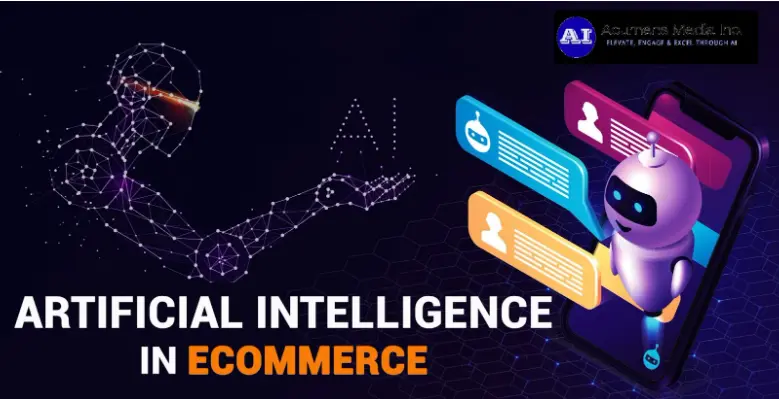 AI
Acumens Media Inc.
ELEVATE, ENGAGE & EXCEL THROUGH AI
AI
ARTIFICIAL INTELLIGENCE
IN ECOMMERCE